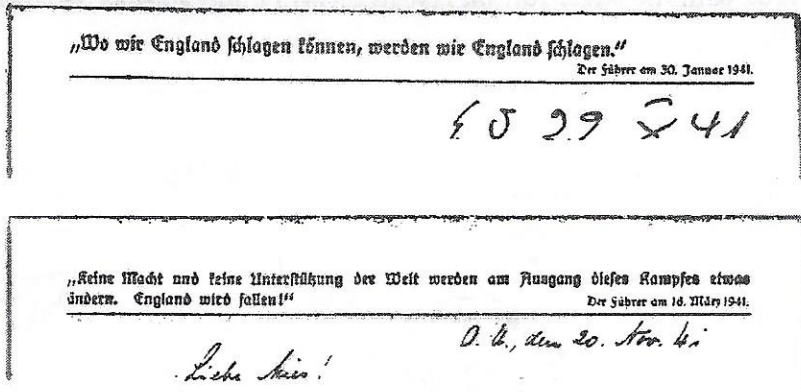 „Wo wir England schlagen können, werden wir England schlagen.“
Der Führer am 30. Januar 1941.
29 X 41
„Keine Macht und keine Unterstützung der Welt werden am Ausgang dieses Kampfes etwas
ändern. England wird fallen!“ Der Führer am 16. März 1941.
O. U., den 20. Nov. 41
Liebe